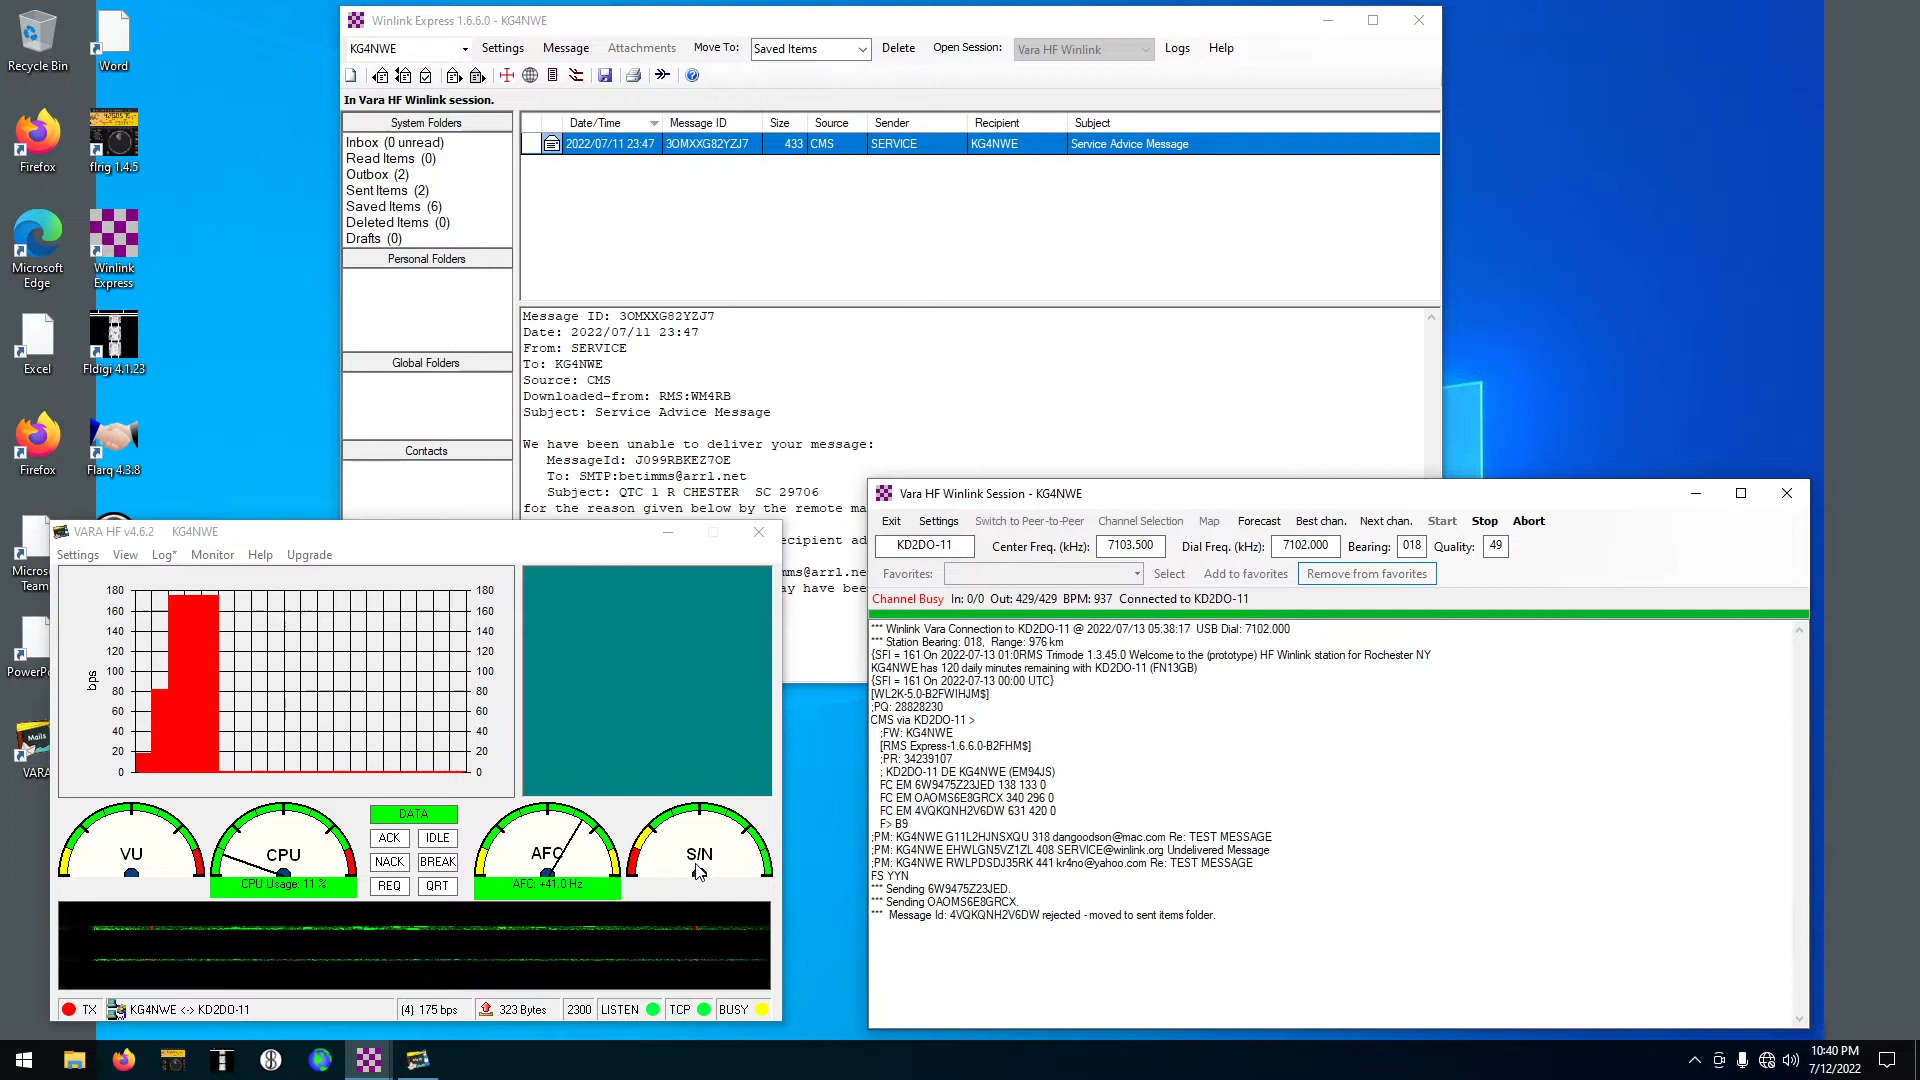 Recycle Bin
Word
Firefox
flrig 1.4.5
Microsoft Edge
Winlink Express
Excel
Fldigi 4.1.23
Firefox
Flarq 4.3.8
Micros
Team
PowerPo
Mails
VARA
Winlink Express 1.6.6.0 - KG4NWE
KG4NWE Settings Message Attachments Move To: Saved Items Delete Open Session: Vara HF Winlink Logs Help
In Vara HF Winlink session.
System Folders
Inbox (0 unread)
Read Items (0)
Outbox (2)
Sent Items (2)
Saved Items (6)
Deleted Items (0)
Drafts (0)
Personal Folders
Global Folders
Contacts
Date/Time Message ID Size Source Sender Recipient Subject
2022/07/11 23:47 3OMXXG82YZJ7 433 CMS SERVICE KG4NWE Service Advice Message
Message ID: 3OMXXG82YZJ7
Date: 2022/07/11 23:47
From: SERVICE
To: KG4NWE
Source: CMS
Downloaded-from: RMS:WM4RB
Subject: Service Advice Message
We have been unable to deliver your message:
MessageId: J099RBKEZ7OE
To: SMTP:betimms@arrl.net
Subject: QTC 1 R CHESTER SC 29706
for the reason given below by the remote ma
cipient ad
mms@arrl.ne
ay have bee
VARA HF v4.6.2 KG4NWE
Settings View Log* Monitor Help Upgrade
180 180
160 160
140 140
120 120
100 100
80 80
60 60
40 40
20 20
0 0
bps
VU
CPU
CPU Usage: 11 %
DATA
ACK IDLE
NACK BREAK
REQ QRT
AFC
AFC: +41.0 Hz
S/N
TX KG4NWE <-> KD2DO-11 (4) 175 bps 323 Bytes 2300 LISTEN TCP BUSY
Vara HF Winlink Session - KG4NWE
Exit Settings Switch to Peer-to-Peer Channel Selection Map Forecast Best chan. Next chan. Start Stop Abort
KD2DO-11 Center Freq. (kHz): 7103.500 Dial Freq. (kHz): 7102.000 Bearing: 018 Quality: 49
Favorites: Select Add to favorites Remove from favorites
Channel Busy In: 0/0 Out: 429/429 BPM: 937 Connected to KD2DO-11
*** Winlink Vara Connection to KD2DO-11 @ 2022/07/13 05:38:17 USB Dial: 7102.000
*** Station Bearing: 018, Range: 976 km
{SFI = 161 On 2022-07-13 01:0RMS Trimode 1.3.45.0 Welcome to the (prototype) HF Winlink station for Rochester NY
KG4NWE has 120 daily minutes remaining with KD2DO-11 (FN13GB)
{SFI = 161 On 2022-07-13 00:00 UTC}
[WL2K-5.0-B2FWIHJM$]
;PQ: 28828230
CMS via KD2DO-11 >
;FW: KG4NWE
[RMS Express-1.6.6.0-B2FHM$]
;PR: 34239107
; KD2DO-11 DE KG4NWE (EM94JS)
FC EM 6W9475Z23JED 138 133 0
FC EM OAOMS6E8GRCX 340 296 0
FC EM 4VQKQNH2V6DW 631 420 0
F> B9
;PM: KG4NWE G11L2HJNSXQU 318 dangoodson@mac.com Re: TEST MESSAGE
;PM: KG4NWE EHWLGN5VZ1ZL 408 SERVICE@winlink.org Undelivered Message
;PM: KG4NWE RWLPDSDJ35RK 441 kr4no@yahoo.com Re: TEST MESSAGE
FS YYN
*** Sending 6W9475Z23JED.
*** Sending OAOMS6E8GRCX.
*** Message Id: 4VQKQNH2V6DW rejected - moved to sent items folder.
10:40 PM
7/12/2022